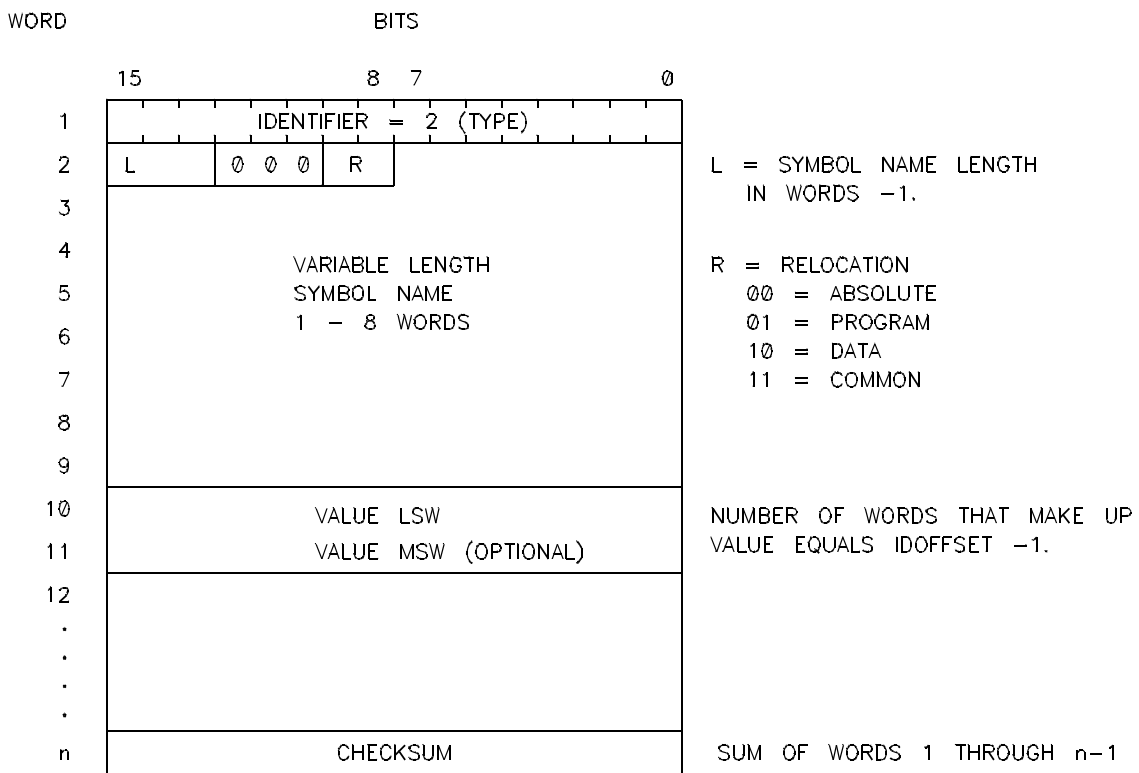 WORD BITS
15 8 7 0
1 IDENTIFIER = 2 (TYPE)
2 L 0 0 0 R L = SYMBOL NAME LENGTH
IN WORDS -1.
3
4
VARIABLE LENGTH R = RELOCATION
5 SYMBOL NAME 00 = ABSOLUTE
1 - 8 WORDS 01 = PROGRAM
6
10 = DATA
7 11 = COMMON
8
9
10 VALUE LSW NUMBER OF WORDS THAT MAKE UP
11 VALUE MSW (OPTIONAL) VALUE EQUALS IDOFFSET -1.
12
.
.
.
.
n CHECKSUM SUM OF WORDS 1 THROUGH n-1